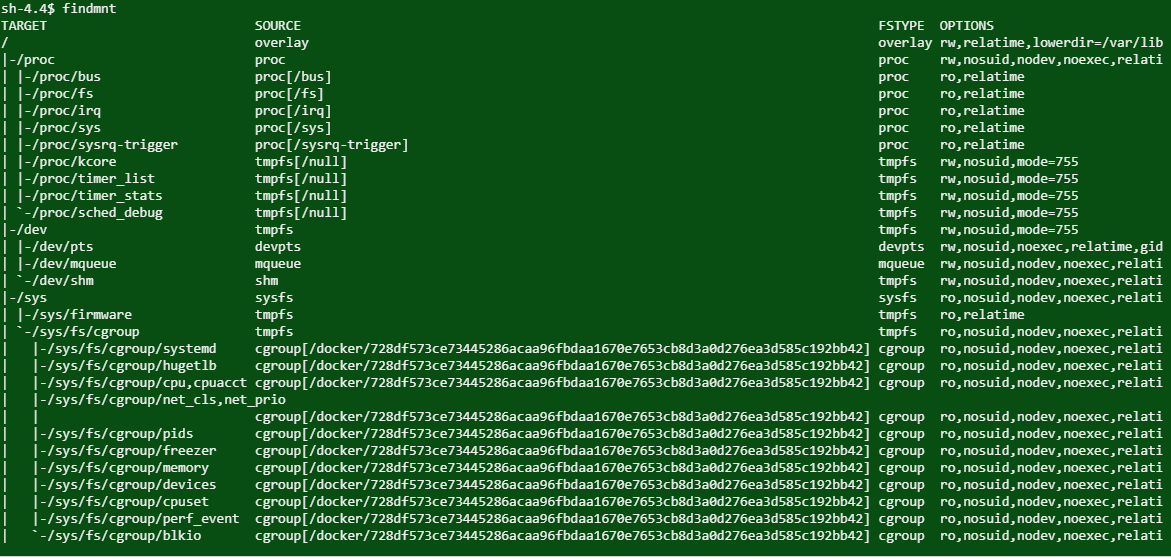 sh-4.4$ findmnt
TARGET SOURCE FSTYPE OPTIONS
/ overlay overlay rw,relatime,lowerdir=/var/lib
|-/proc proc proc rw,nosuid,nodev,noexec,relati
| |-/proc/bus proc[/bus] proc ro,relatime
| |-/proc/fs proc[/fs] proc ro,relatime
| |-/proc/irq proc[/irq] proc ro,relatime
| |-/proc/sys proc[/sys] proc ro,relatime
| |-/proc/sysrq-trigger proc[/sysrq-trigger] proc ro,relatime
| |-/proc/kcore tmpfs[/null] tmpfs rw,nosuid,mode=755
| |-/proc/timer_list tmpfs[/null] tmpfs rw,nosuid,mode=755
| |-/proc/timer_stats tmpfs[/null] tmpfs rw,nosuid,mode=755
| `-/proc/sched_debug tmpfs[/null] tmpfs rw,nosuid,mode=755
|-/dev tmpfs tmpfs rw,nosuid,mode=755
| |-/dev/pts devpts devpts rw,nosuid,noexec,relatime,gid
| |-/dev/mqueue mqueue mqueue rw,nosuid,nodev,noexec,relati
| `-/dev/shm shm tmpfs rw,nosuid,nodev,noexec,relati
|-/sys sysfs sysfs ro,nosuid,nodev,noexec,relati
| |-/sys/firmware tmpfs tmpfs ro,relatime
| `-/sys/fs/cgroup tmpfs tmpfs ro,nosuid,nodev,noexec,relati
|   |-/sys/fs/cgroup/systemd cgroup[/docker/728df573ce73445286acaa96fbdaa1670e7653cb8d3a0d276ea3d585c192bb42] cgroup ro,nosuid,nodev,noexec,relati
|   |-/sys/fs/cgroup/hugetlb cgroup[/docker/728df573ce73445286acaa96fbdaa1670e7653cb8d3a0d276ea3d585c192bb42] cgroup ro,nosuid,nodev,noexec,relati
|   |-/sys/fs/cgroup/cpu,cpuacct cgroup[/docker/728df573ce73445286acaa96fbdaa1670e7653cb8d3a0d276ea3d585c192bb42] cgroup ro,nosuid,nodev,noexec,relati
|   |-/sys/fs/cgroup/net_cls,net_prio
|   | cgroup[/docker/728df573ce73445286acaa96fbdaa1670e7653cb8d3a0d276ea3d585c192bb42] cgroup ro,nosuid,nodev,noexec,relati
|   |-/sys/fs/cgroup/pids cgroup[/docker/728df573ce73445286acaa96fbdaa1670e7653cb8d3a0d276ea3d585c192bb42] cgroup ro,nosuid,nodev,noexec,relati
|   |-/sys/fs/cgroup/freezer cgroup[/docker/728df573ce73445286acaa96fbdaa1670e7653cb8d3a0d276ea3d585c192bb42] cgroup ro,nosuid,nodev,noexec,relati
|   |-/sys/fs/cgroup/memory cgroup[/docker/728df573ce73445286acaa96fbdaa1670e7653cb8d3a0d276ea3d585c192bb42] cgroup ro,nosuid,nodev,noexec,relati
|   |-/sys/fs/cgroup/devices cgroup[/docker/728df573ce73445286acaa96fbdaa1670e7653cb8d3a0d276ea3d585c192bb42] cgroup ro,nosuid,nodev,noexec,relati
|   |-/sys/fs/cgroup/cpuset cgroup[/docker/728df573ce73445286acaa96fbdaa1670e7653cb8d3a0d276ea3d585c192bb42] cgroup ro,nosuid,nodev,noexec,relati
|   |-/sys/fs/cgroup/perf_event cgroup[/docker/728df573ce73445286acaa96fbdaa1670e7653cb8d3a0d276ea3d585c192bb42] cgroup ro,nosuid,nodev,noexec,relati
|   `-/sys/fs/cgroup/blkio cgroup[/docker/728df573ce73445286acaa96fbdaa1670e7653cb8d3a0d276ea3d585c192bb42] cgroup ro,nosuid,nodev,noexec,relati